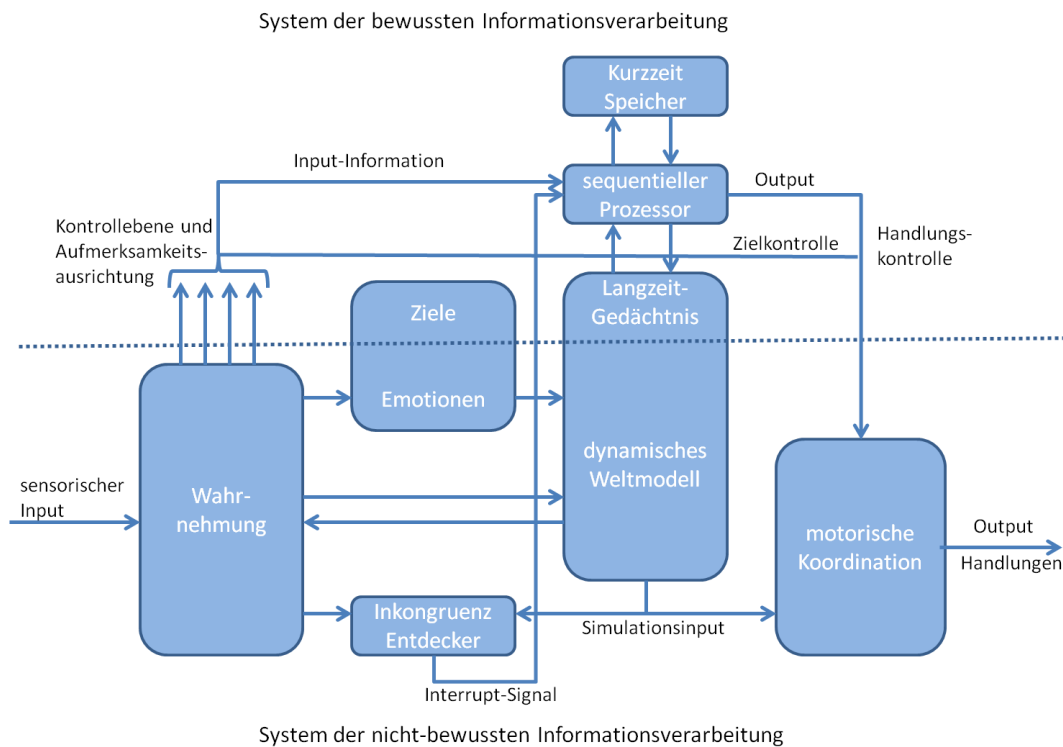 System der bewussten Informationsverarbeitung
Kurzzeit
Speicher
Input-Information
sequentieller
Prozessor
Output
Kontrollebene und
Aufmerksamkeits-
ausrichtung
Zielkontrolle
Handlungs-
kontrolle
Ziele
Langzeit-
Gedächtnis
Emotionen
dynamisches
Weltmodell
sensorischer
Input
Wahr-
nehmung
motorische
Koordination
Output
Handlungen
Inkongruenz
Entdecker
Simulationsinput
Interrupt-Signal
System der nicht-bewussten Informationsverarbeitung